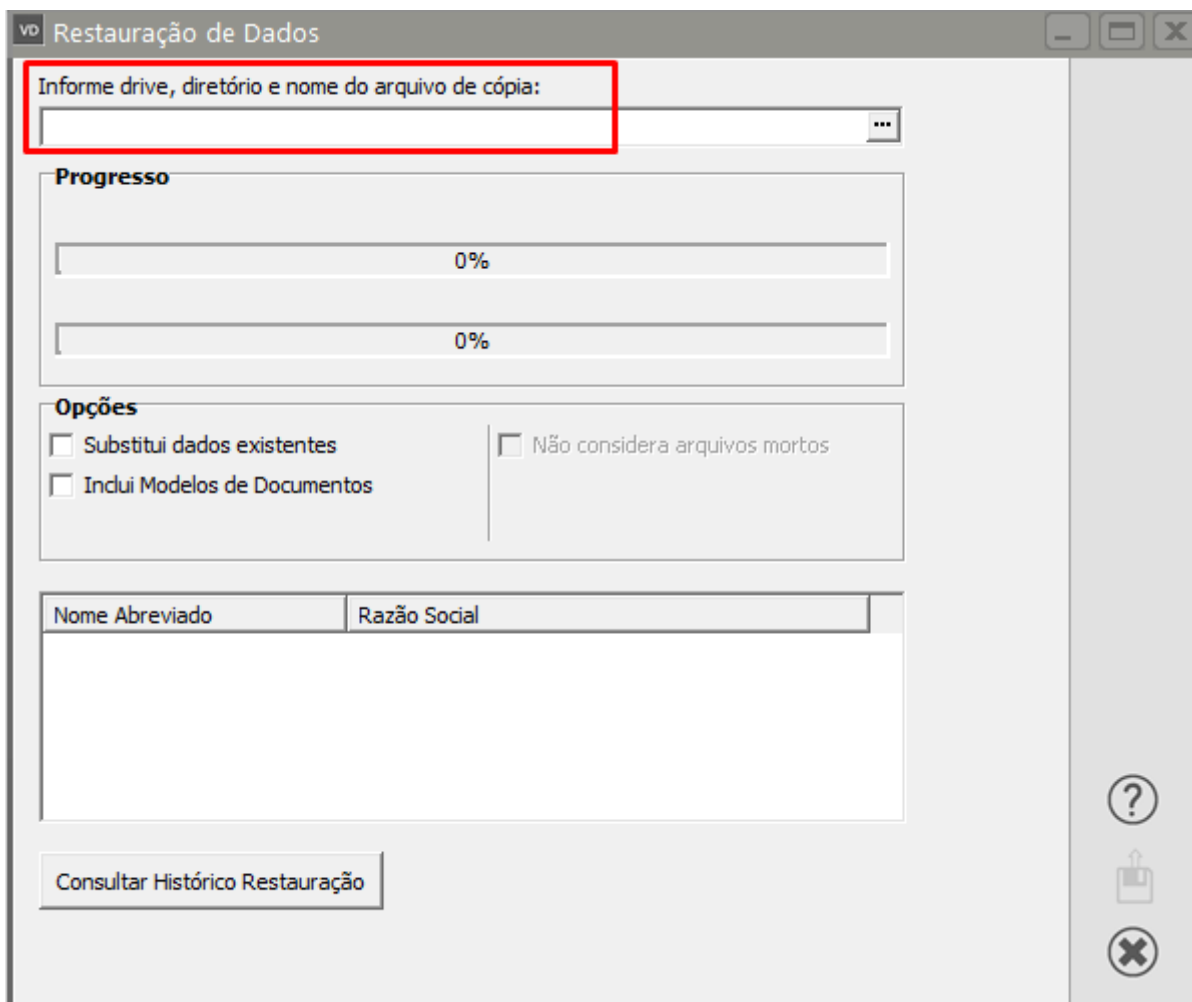 VD Restauração de Dados
Informe drive, diretório e nome do arquivo de cópia:
...
Progresso
0%
0%
Opções
Substitui dados existentes
Não considera arquivos mortos
Inclui Modelos de Documentos
Nome Abreviado Razão Social
Consultar Histórico Restauração
?